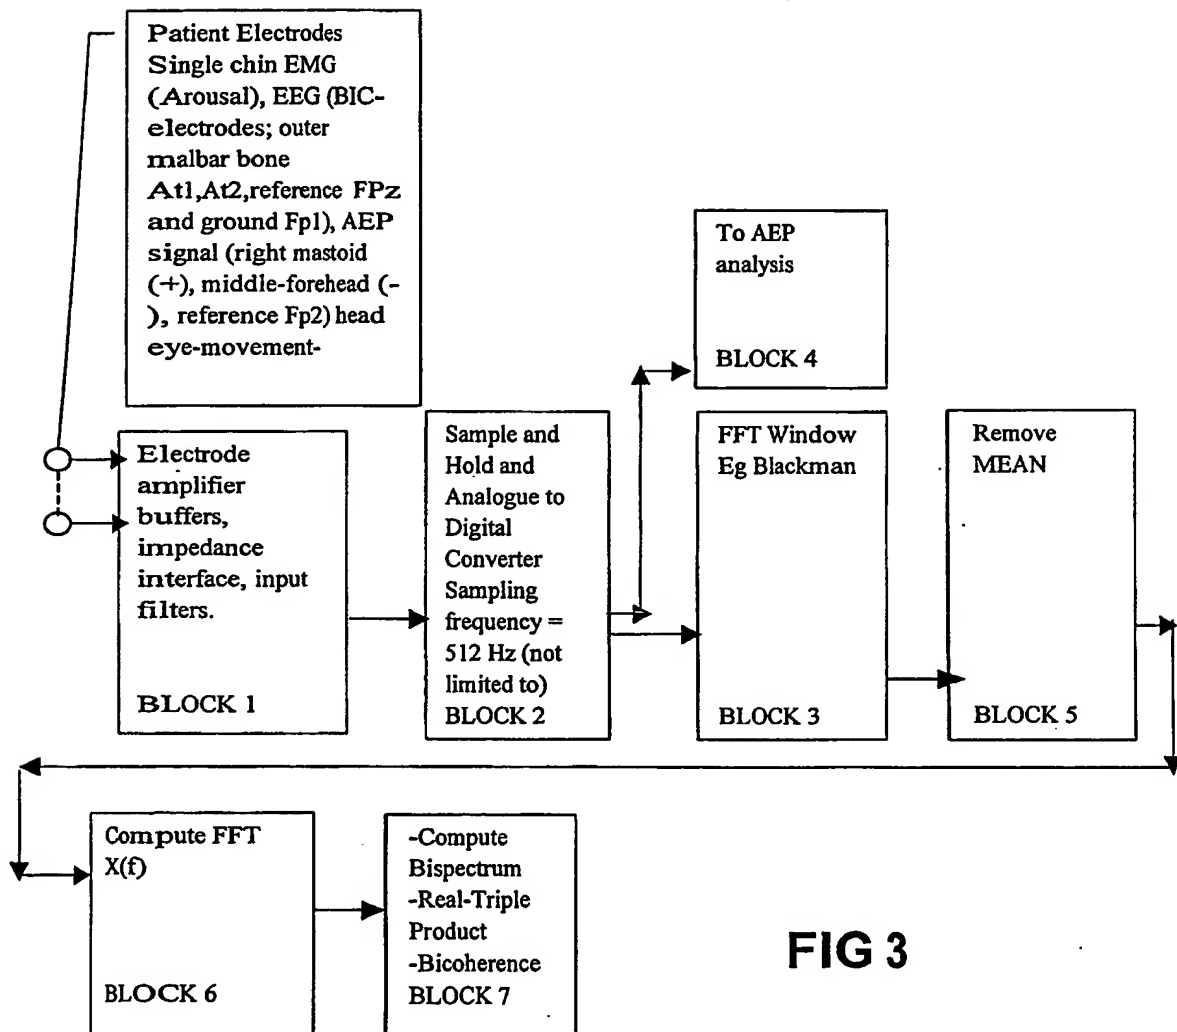 Patient Electrodes
Single chin EMG
(Arousal), EEG (BIC-
electrodes; outer
malbar bone
At1,At2,reference FPz
and ground Fp1), AEP
signal (right mastoid
(+), middle-forehead (-
), reference Fp2) head
eye-movement-
To AEP
analysis
BLOCK 4
Electrode
amplifier
buffers,
impedance
interface, input
filters.
BLOCK 1
Sample and
Hold and
Analogue to
Digital
Converter
Sampling
frequency =
512 Hz (not
limited to)
BLOCK 2
FFT Window
Eg Blackman
BLOCK 3
Remove
MEAN
BLOCK 5
Compute FFT
X(f)
BLOCK 6
-Compute
Bispectrum
-Real-Triple
Product
-Bicoherence
BLOCK 7
FIG 3